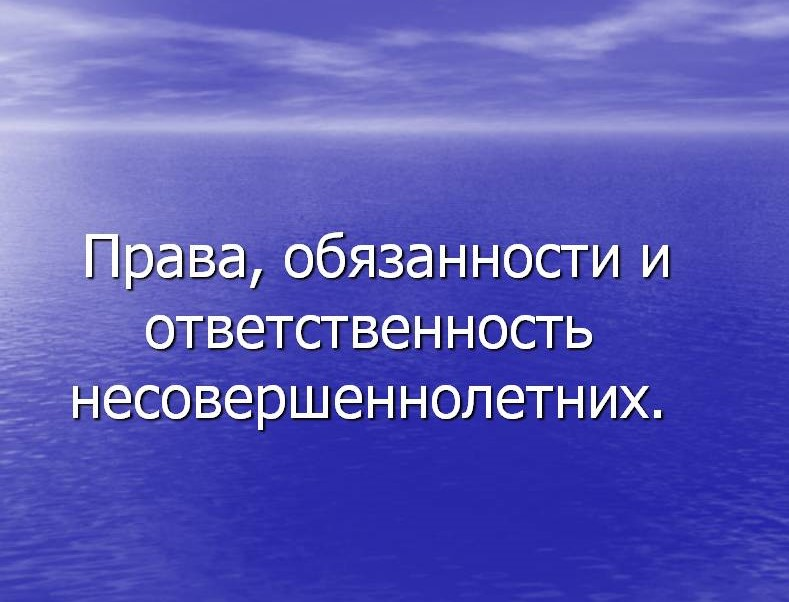 Права, обязанности и
ответственность
несовершеннолетних.